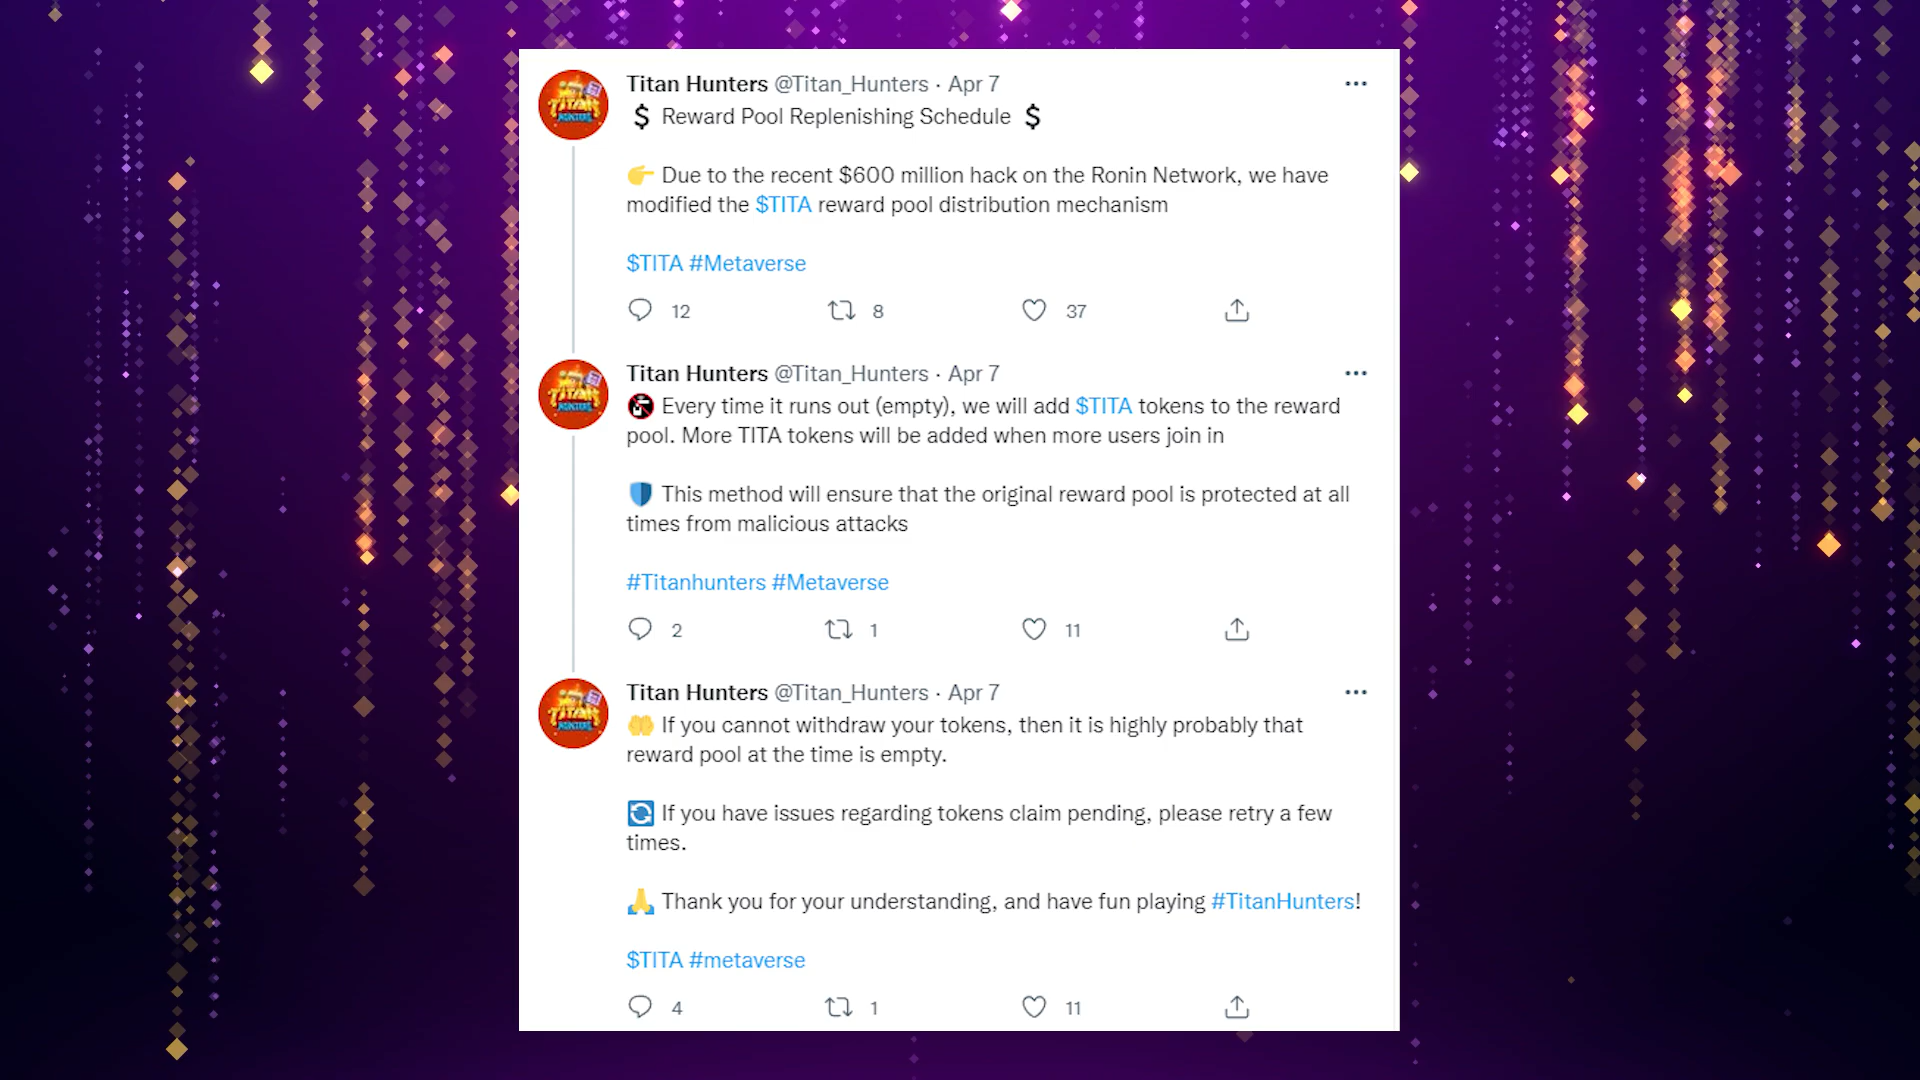 Titan Hunters @Titan_Hunters · Apr 7
$ Reward Pool Replenishing Schedule $
👉 Due to the recent $600 million hack on the Ronin Network, we have
modified the $TITA reward pool distribution mechanism
$TITA #Metaverse
12 8 37
Titan Hunters @Titan_Hunters · Apr 7
🚱 Every time it runs out (empty), we will add $TITA tokens to the reward
pool. More TITA tokens will be added when more users join in
🛡️ This method will ensure that the original reward pool is protected at all
times from malicious attacks
#Titanhunters #Metaverse
2 1 11
Titan Hunters @Titan_Hunters · Apr 7
🤲 If you cannot withdraw your tokens, then it is highly probably that
reward pool at the time is empty.
🔄 If you have issues regarding tokens claim pending, please retry a few
times.
🙏 Thank you for your understanding, and have fun playing #TitanHunters!
$TITA #metaverse
4 1 11
TITAN
HUNTERS
TITAN
HUNTERS
TITAN
HUNTERS